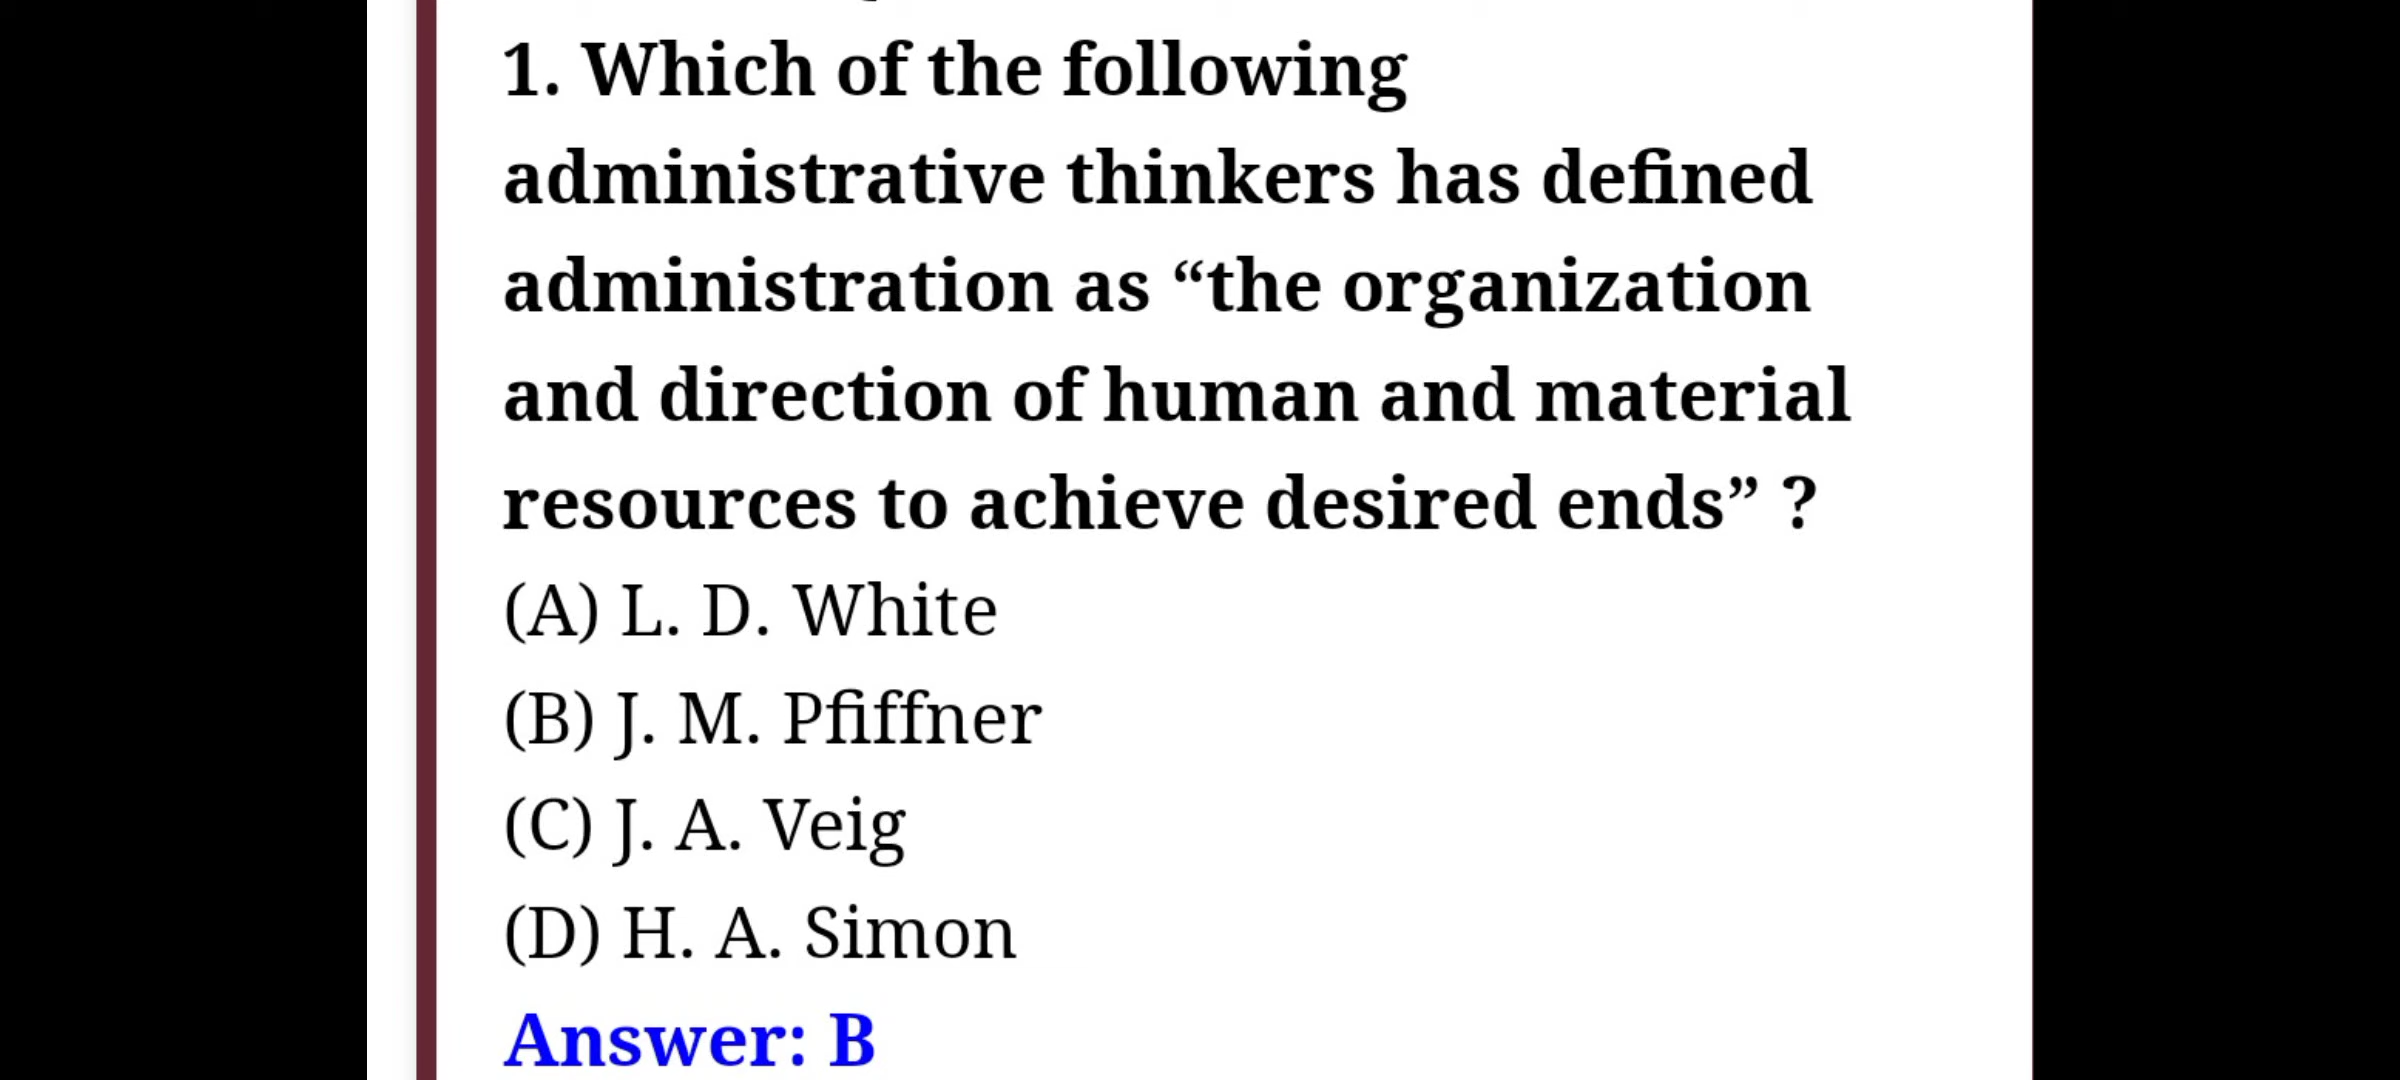 1. Which of the following
administrative thinkers has defined
administration as “the organization
and direction of human and material
resources to achieve desired ends” ?
(A) L. D. White
(B) J. M. Pfiffner
(C) J. A. Veig
(D) H. A. Simon
Answer: B